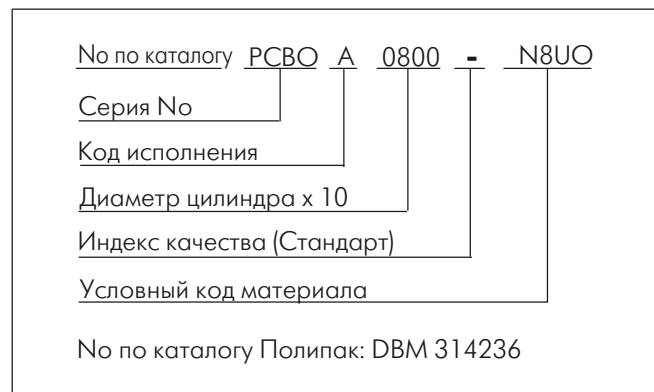 No по каталогу PCBO A 0800 - N8UO
Серия No
Код исполнения
Диаметр цилиндра x 10
Индекс качества (Стандарт)
Условный код материала
No по каталогу Полипак: DBM 314236